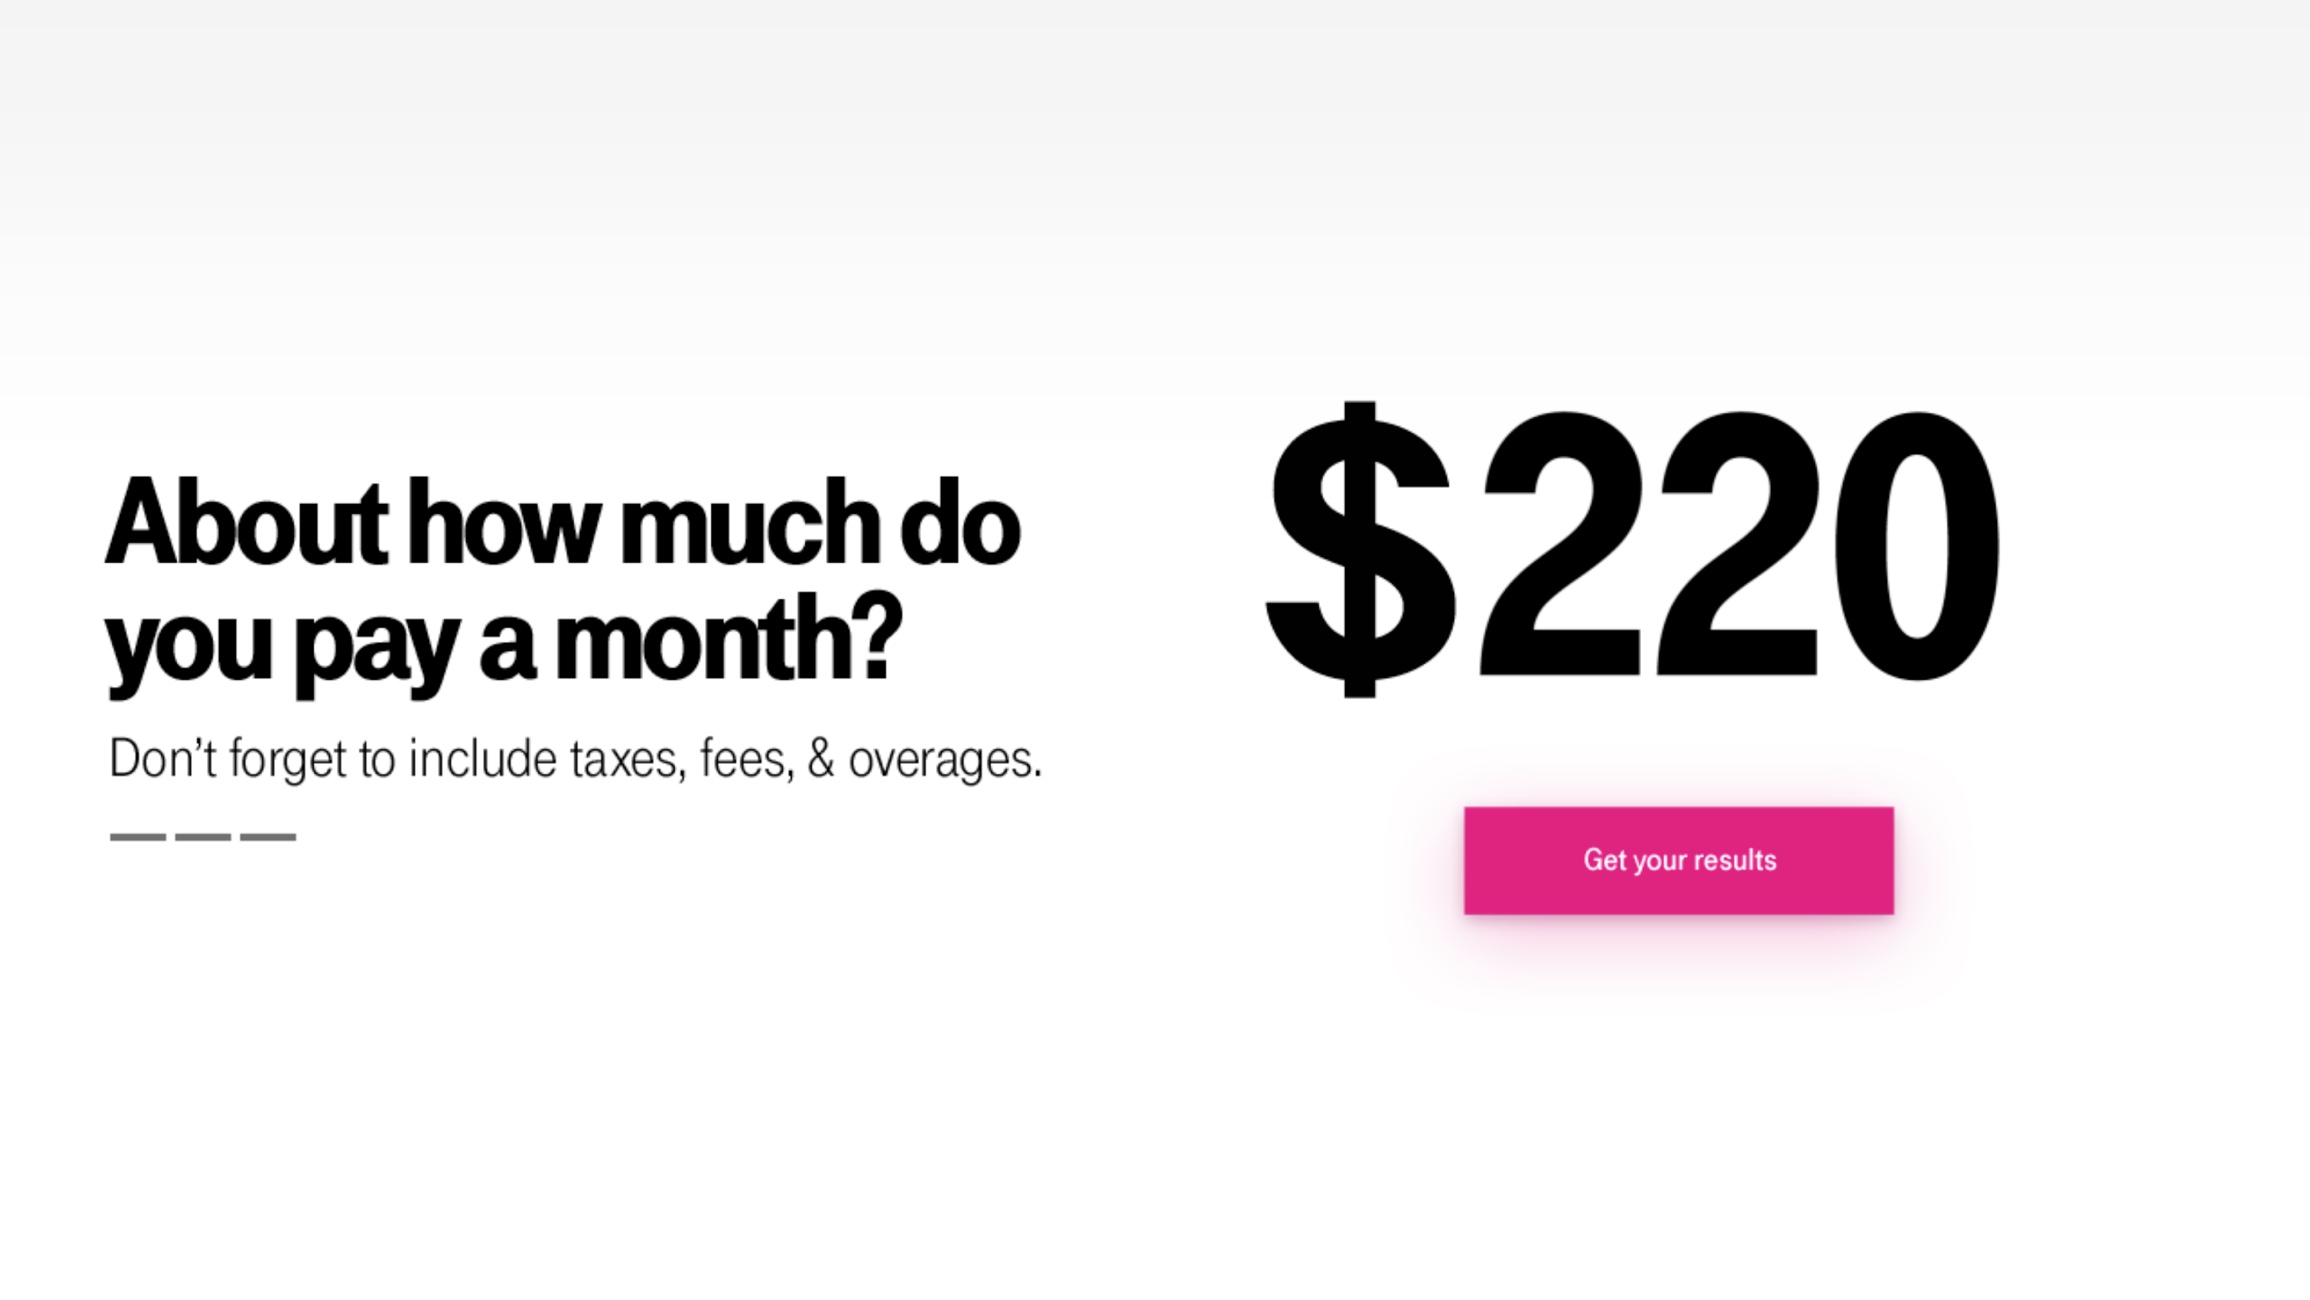 About how much do
you pay a month?
Don’t forget to include taxes, fees, & overages.
$220
Get your results